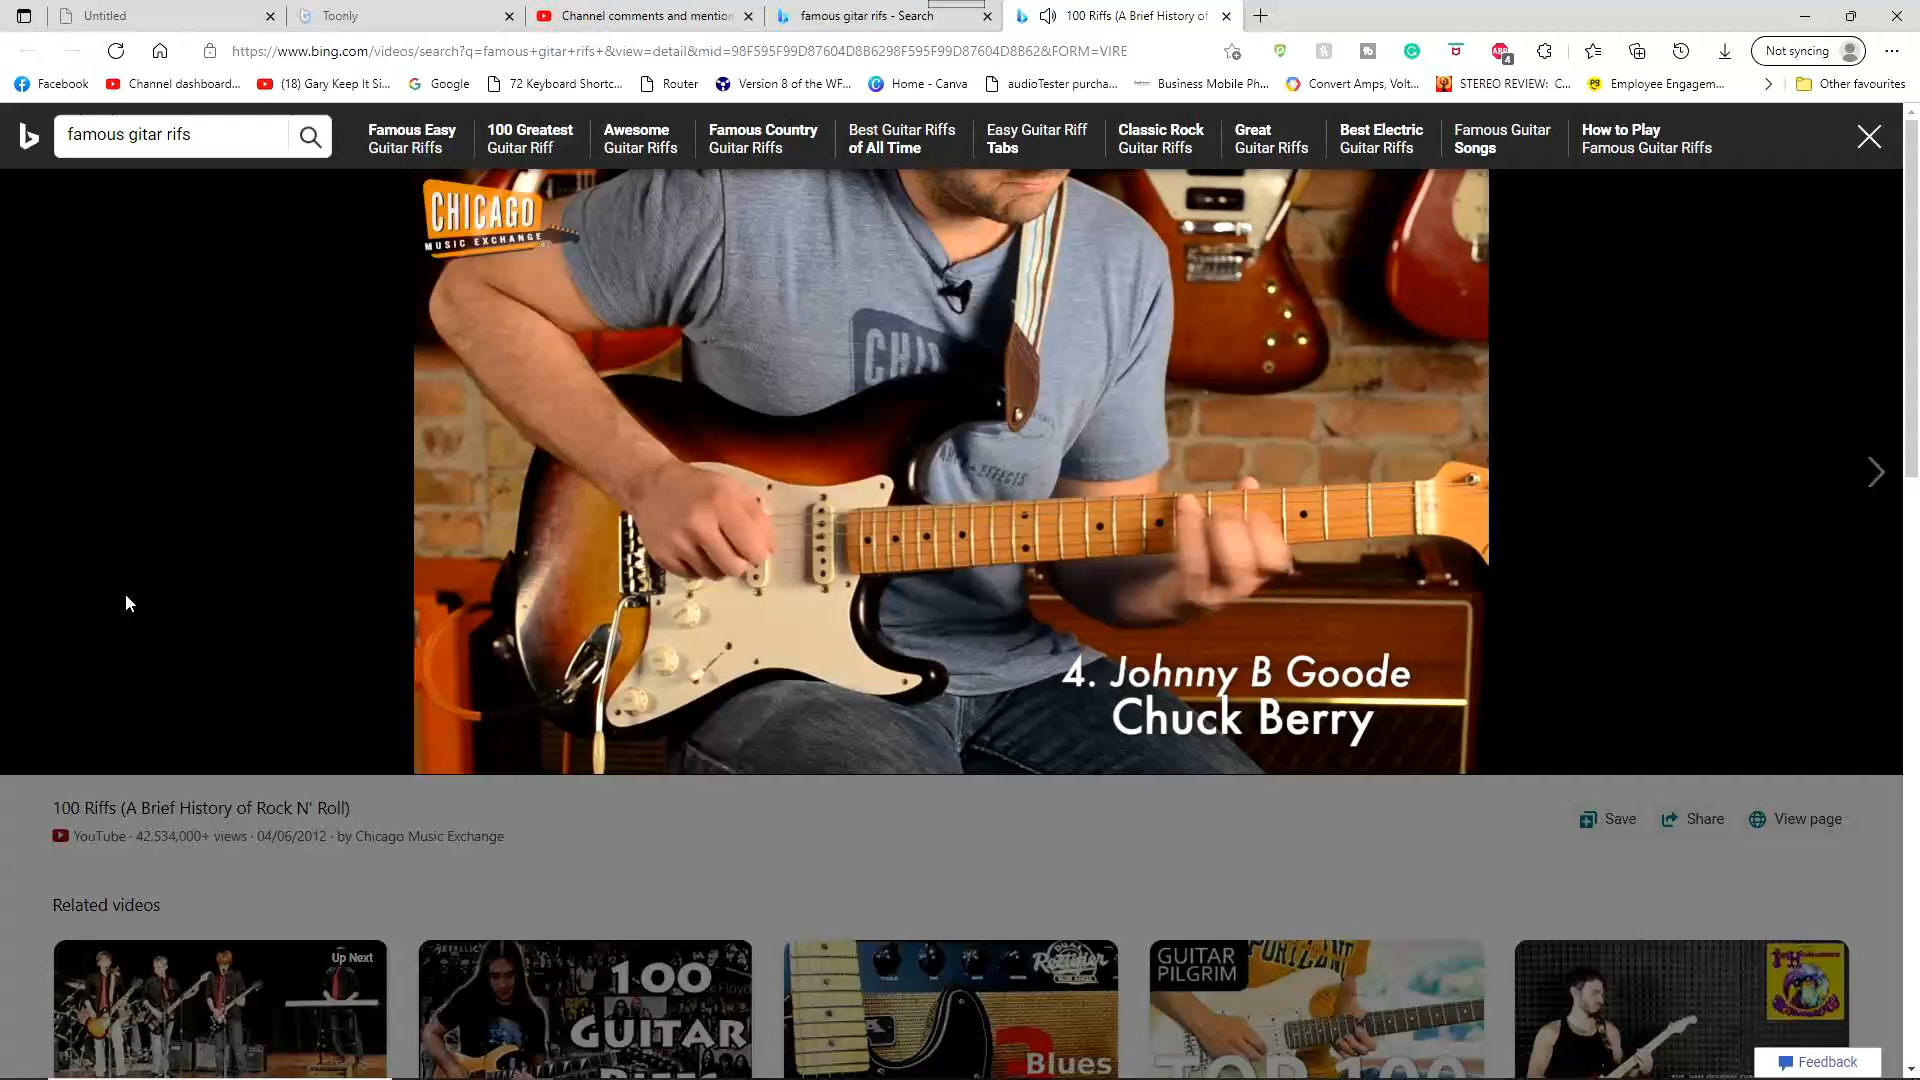 Untitled
Toonly
Channel comments and mention
famous gitar rifs - Search
100 Riffs (A Brief History of
https://www.bing.com/videos/search?q=famous+gitar+rifs+&view=detail&mid=98F595F99D87604D8B6298F595F99D87604D8B62&FORM=VIRE
4
Not syncing
Facebook
Channel dashboard...
(18) Gary Keep It Si...
Google
72 Keyboard Shortc...
Router
Version 8 of the WF...
Home - Canva
audioTester purcha...
Business Mobile Ph...
Convert Amps, Volt...
STEREO REVIEW: C...
Employee Engagem...
Other favourites
famous gitar rifs
Famous Easy
Guitar Riffs
100 Greatest
Guitar Riff
Awesome
Guitar Riffs
Famous Country
Guitar Riffs
Best Guitar Riffs
of All Time
Easy Guitar Riff
Tabs
Classic Rock
Guitar Riffs
Great
Guitar Riffs
Best Electric
Guitar Riffs
Famous Guitar
Songs
How to Play
Famous Guitar Riffs
CHICAGO
MUSIC EXCHANGE
4. Johnny B Goode
Chuck Berry
100 Riffs (A Brief History of Rock N' Roll)
YouTube · 42,534,000+ views · 04/06/2012 · by Chicago Music Exchange
Save
Share
View page
Related videos
Up Next
100
GUITAR
Rectifier
Blues
GUITAR
PILGRIM
TOP 100
Feedback